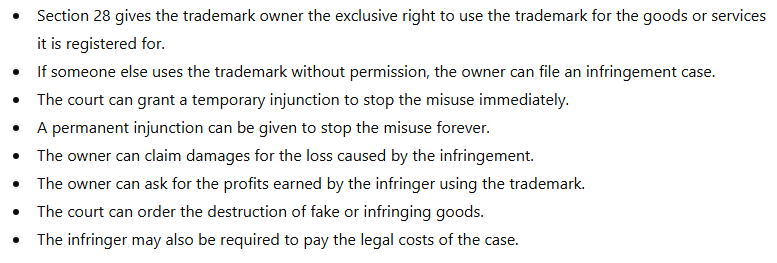 • Section 28 gives the trademark owner the exclusive right to use the trademark for the goods or services
it is registered for.
• If someone else uses the trademark without permission, the owner can file an infringement case.
• The court can grant a temporary injunction to stop the misuse immediately.
• A permanent injunction can be given to stop the misuse forever.
• The owner can claim damages for the loss caused by the infringement.
• The owner can ask for the profits earned by the infringer using the trademark.
• The court can order the destruction of fake or infringing goods.
• The infringer may also be required to pay the legal costs of the case.